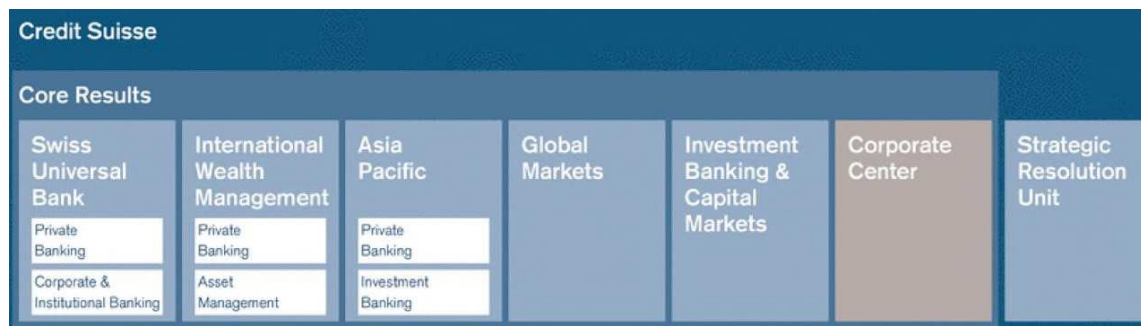 Credit Suisse
Core Results
Swiss
Universal
Bank
Private
Banking
Corporate &
Institutional Banking
International
Wealth
Management
Private
Banking
Asset
Management
Asia
Pacific
Private
Banking
Investment
Banking
Global
Markets
Investment
Banking &
Capital
Markets
Corporate
Center
Strategic
Resolution
Unit